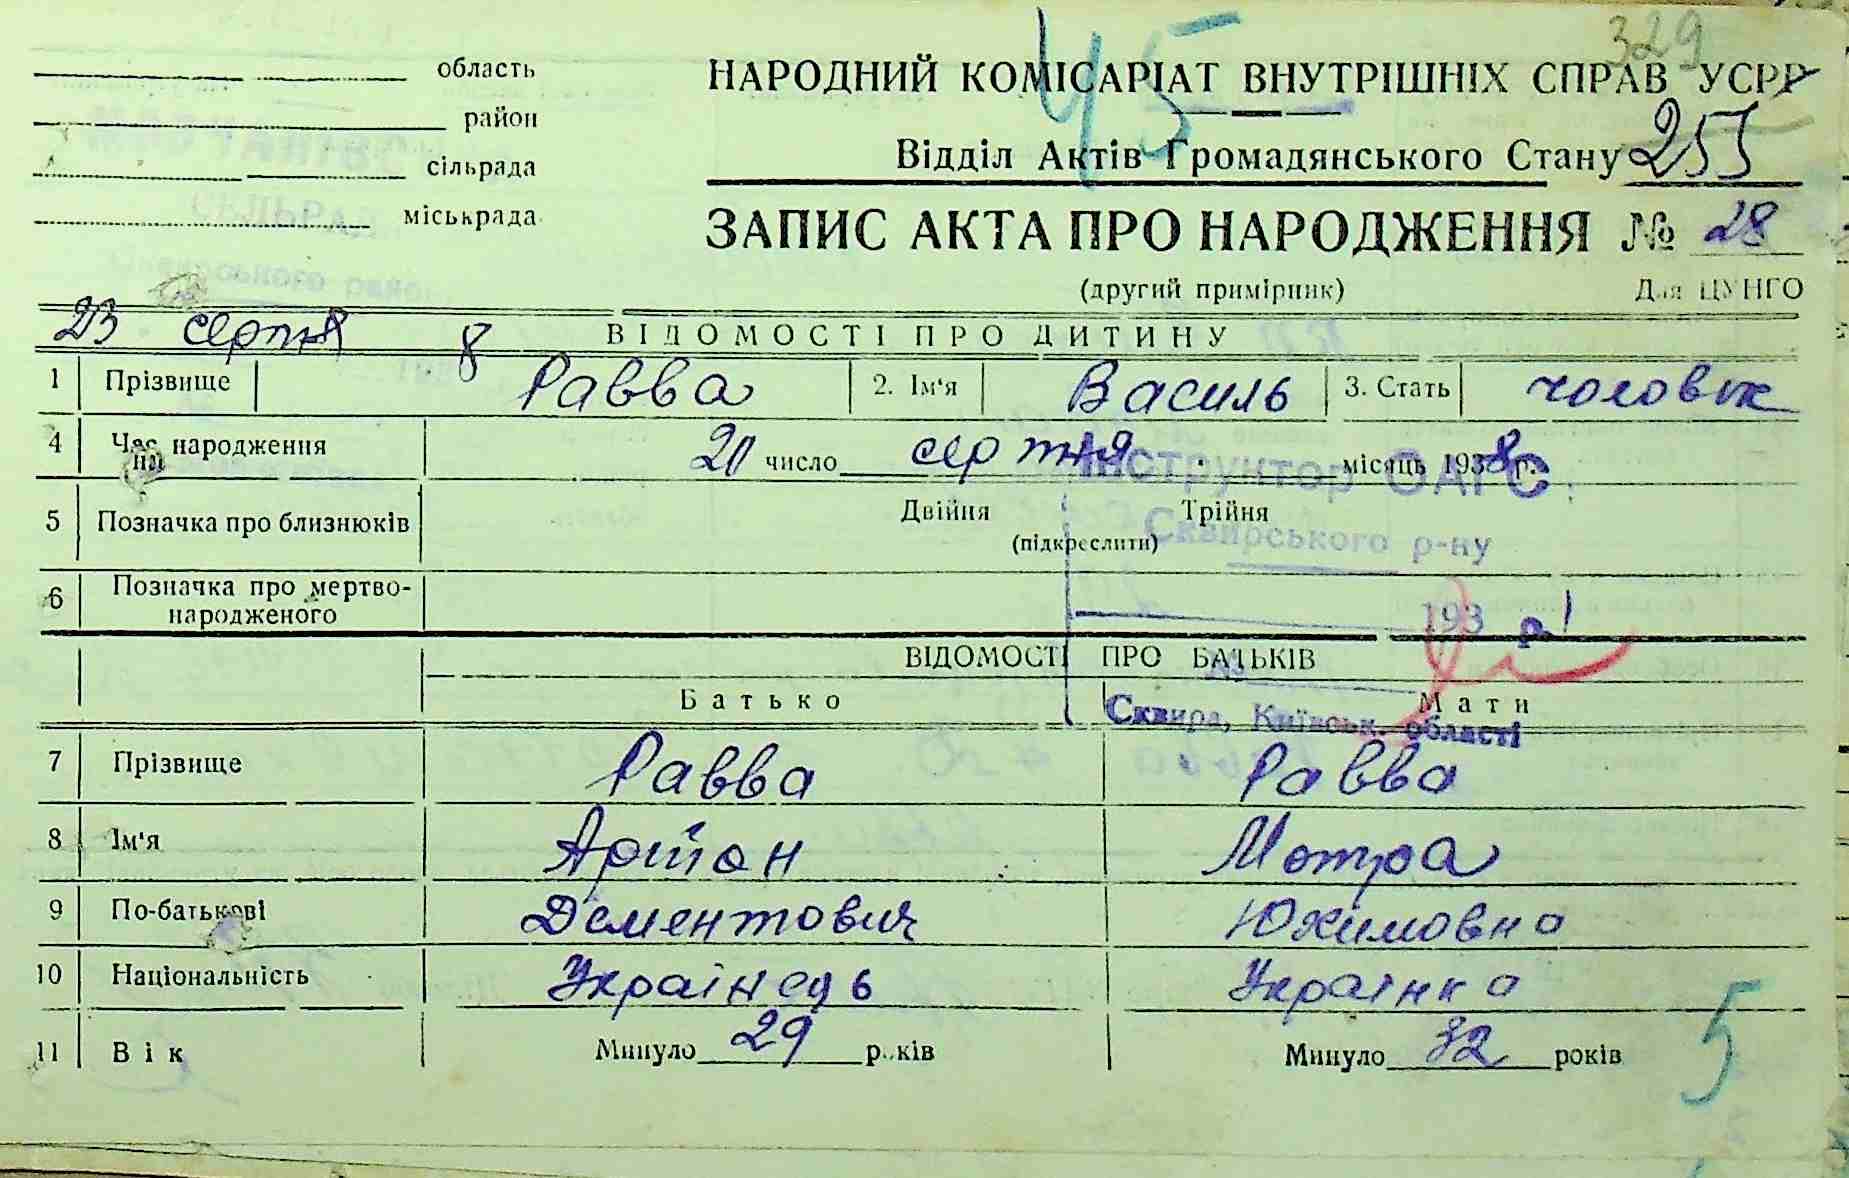 329
45
область
район
сільрада
міськрада
НАРОДНИЙ КОМІСАРІАТ ВНУТРІШНІХ СПРАВ УСРР
Відділ Актів Громадянського Стану 255
ЗАПИС АКТА ПРО НАРОДЖЕННЯ № 28
(другий примірник) Для ЦУНГО
23 серпня 8 ВІДОМОСТІ ПРО ДИТИНУ
1 Прізвище Равва 2. Ім'я Василь 3. Стать чоловік
4 Час народження 20 число серпня місяць 1938 р.
Інструктор ОАГС
5 Позначка про близнюків Двійня Трійня
(підкреслити)
Сквирського р-ну
6 Позначка про мертво-
народженого
193 р.
ВІДОМОСТІ ПРО БАТЬКІВ
Батько Мати
Сквира, Київськ. області
7 Прізвище Равва Равва
8 Ім'я Мотра
9 По-батькові Дементович Юхимовна
10 Національність Українець Українка
11 Вік Минуло 29 років Минуло 32 років
5